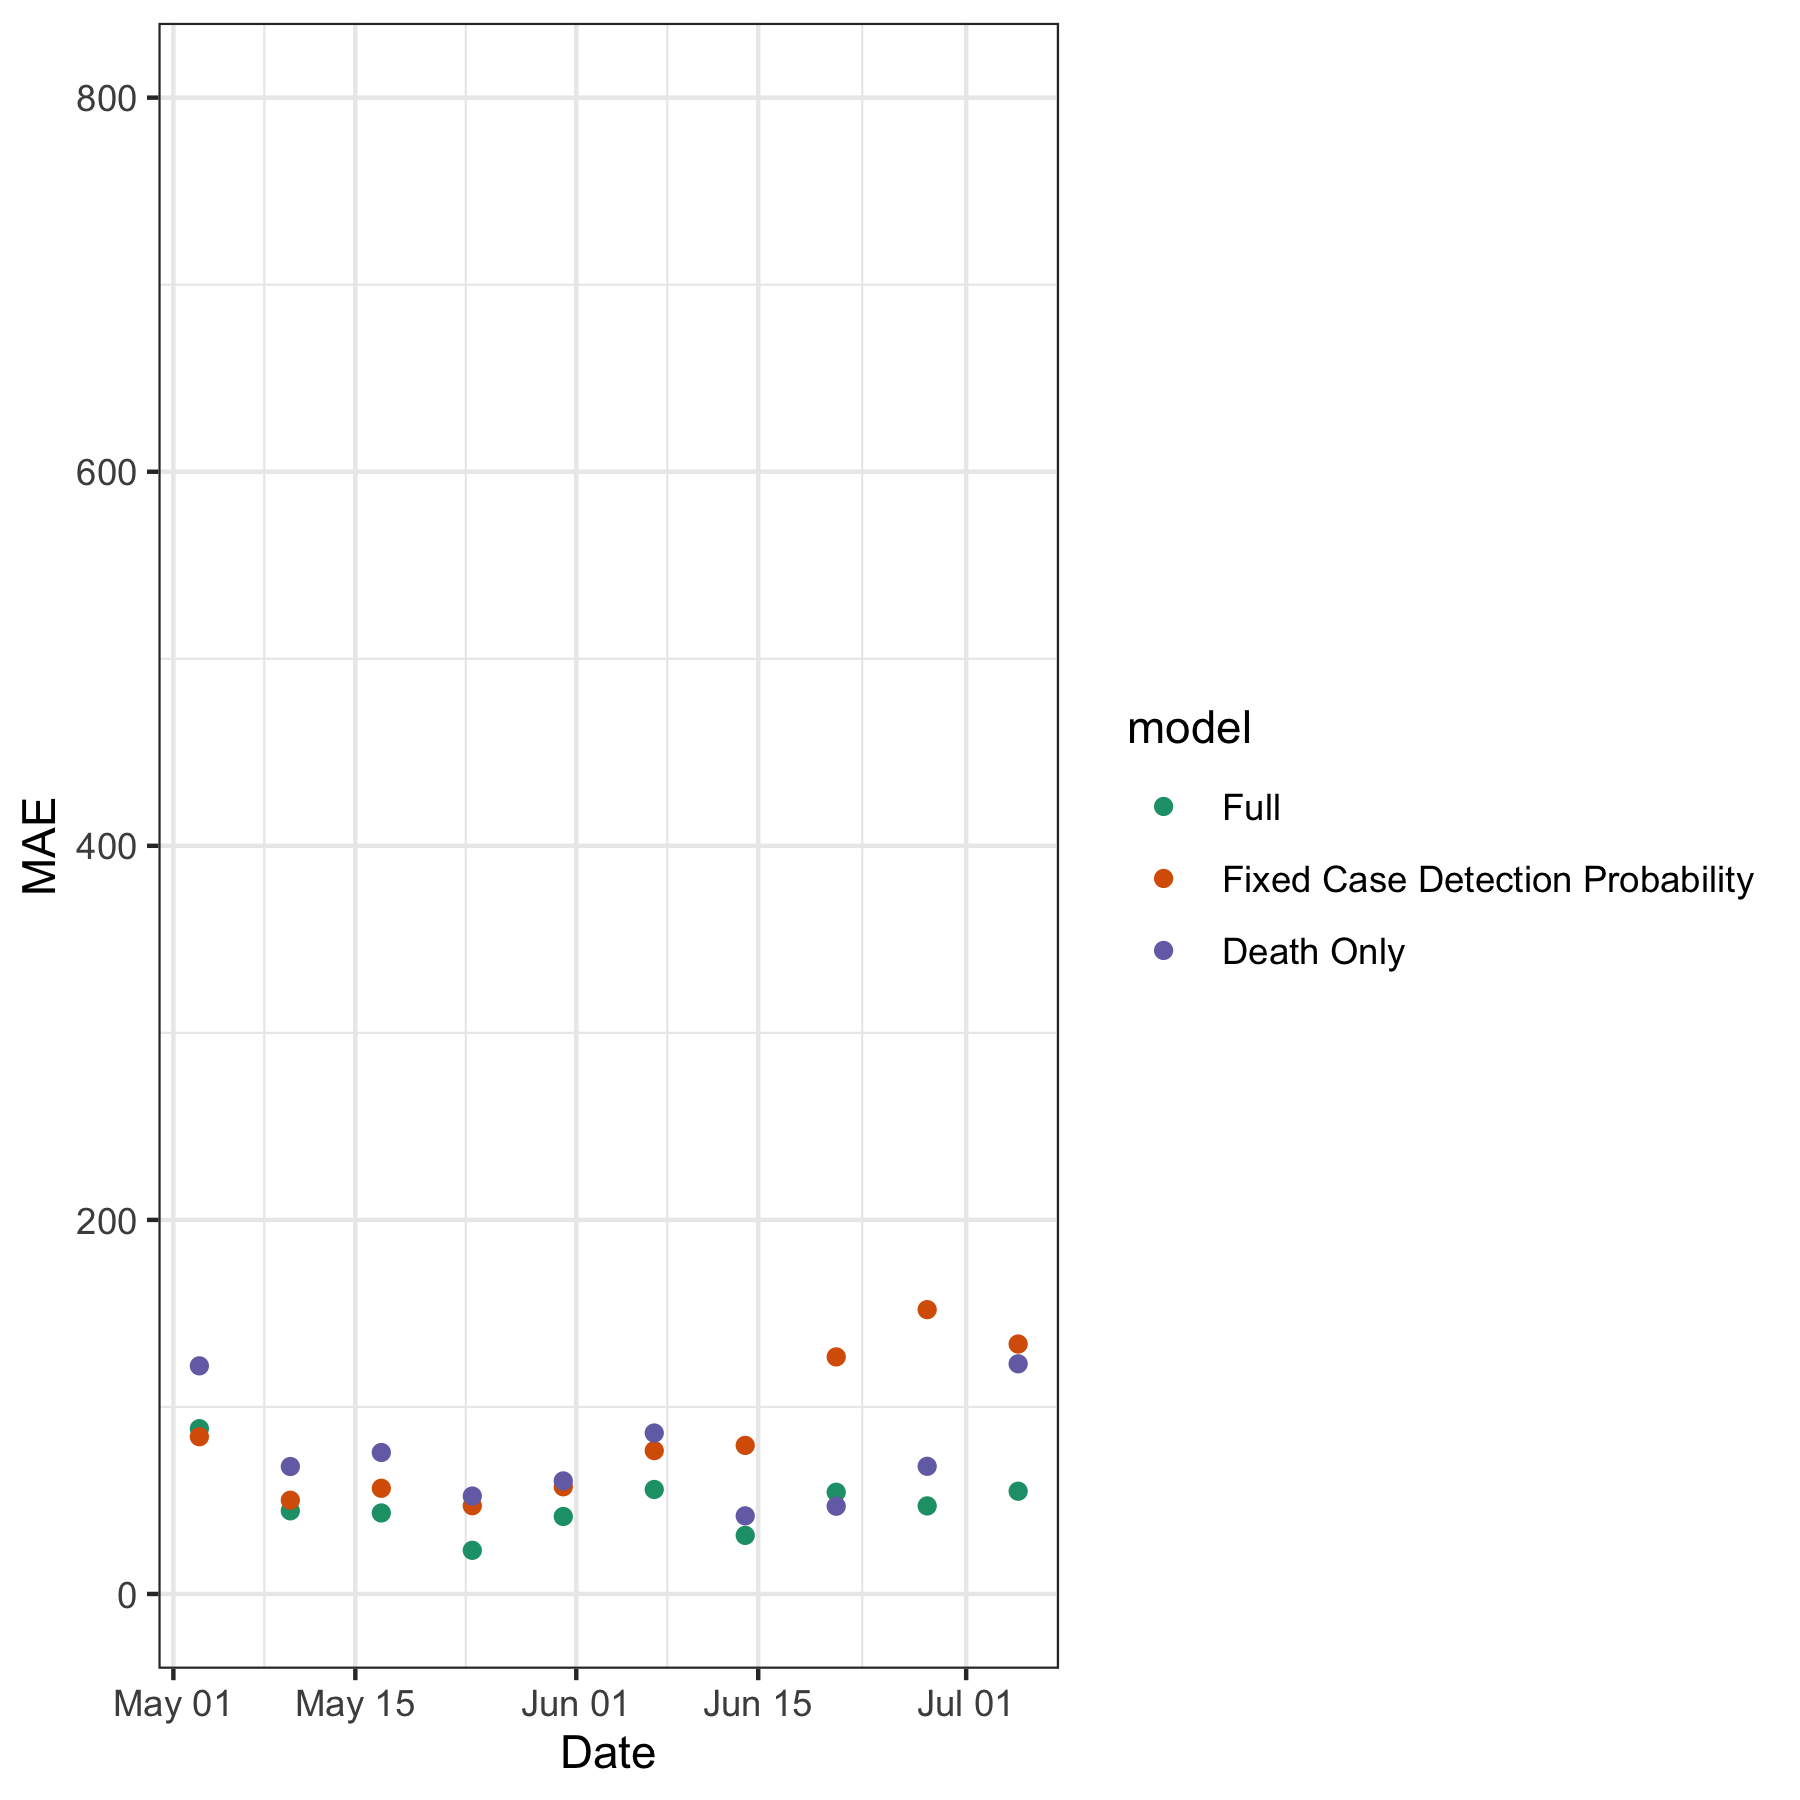 800
600
400
200
0
MAE
May 01 May 15 Jun 01 Jun 15 Jul 01
Date
model
Full
Fixed Case Detection Probability
Death Only